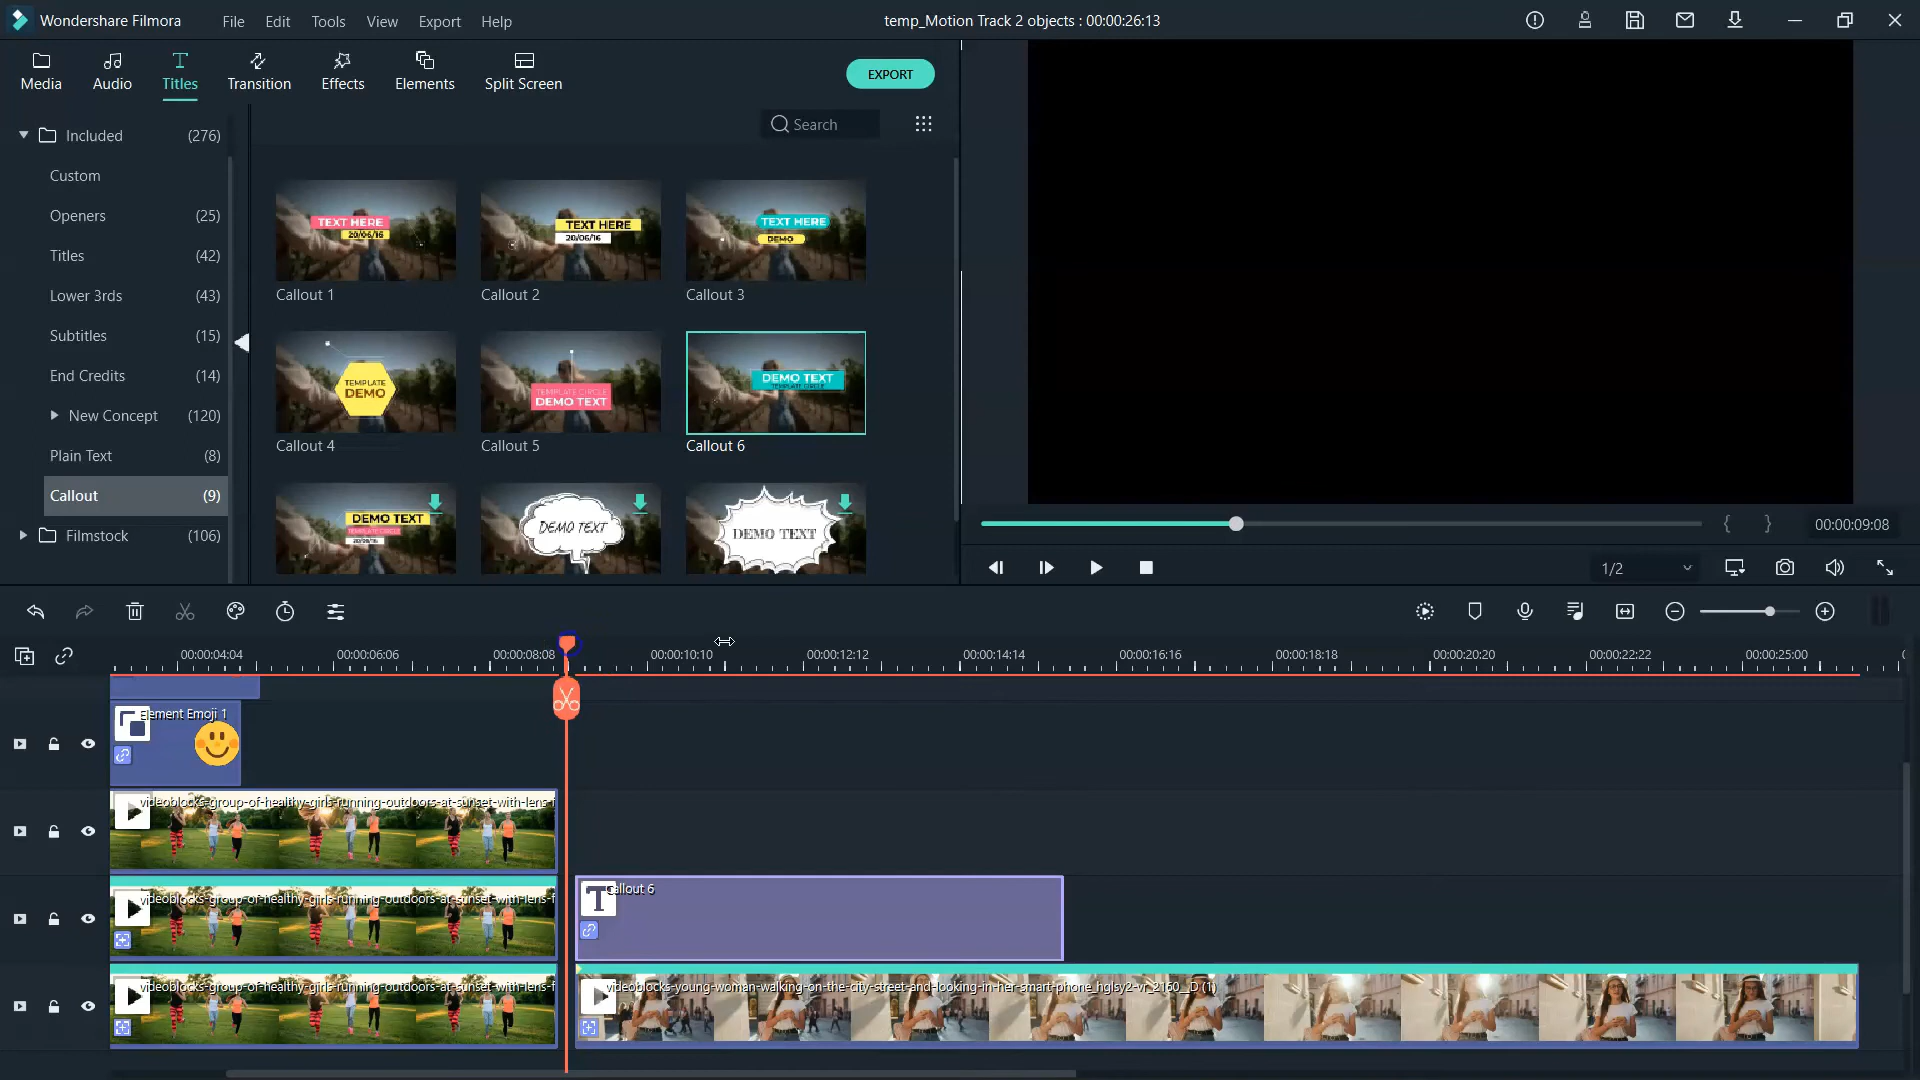 Wondershare Filmora
File
Edit
Tools
View
Export
Help
temp_Motion Track 2 objects : 00:00:26:13
Media
Audio
Titles
Transition
Effects
Elements
Split Screen
EXPORT
Search
Included (276)
Custom
Openers (25)
Titles (42)
Lower 3rds (43)
Subtitles (15)
End Credits (14)
New Concept (120)
Plain Text (8)
Callout (9)
Filmstock (106)
TEXT HERE
20/06/16
Callout 1
TEXT HERE
20/06/16
Callout 2
TEXT HERE
DEMO
Callout 3
TEMPLATE
DEMO
Callout 4
TEMPLATE CIRCLE
DEMO TEXT
Callout 5
DEMO TEXT
TEMPLATE CIRCLE
Callout 6
DEMO TEXT
TEMPLATE CIRCLE
20/06/16
DEMO TEXT
DEMO TEXT
{ } 00:00:09:08
1/2
00:00:04:04
00:00:06:06
00:00:08:08
00:00:10:10
00:00:12:12
00:00:14:14
00:00:16:16
00:00:18:18
00:00:20:20
00:00:22:22
00:00:25:00
Element Emoji 1
videoblocks-group-of-healthy-girls-running-outdoors-at-sunset-with-lens-f
videoblocks-group-of-healthy-girls-running-outdoors-at-sunset-with-lens-f
T Callout 6
videoblocks-group-of-healthy-girls-running-outdoors-at-sunset-with-lens-f
videoblocks-young-woman-walking-on-the-city-street-and-looking-in-her-smart-phone_hglsy2-vr_2160__D (1)